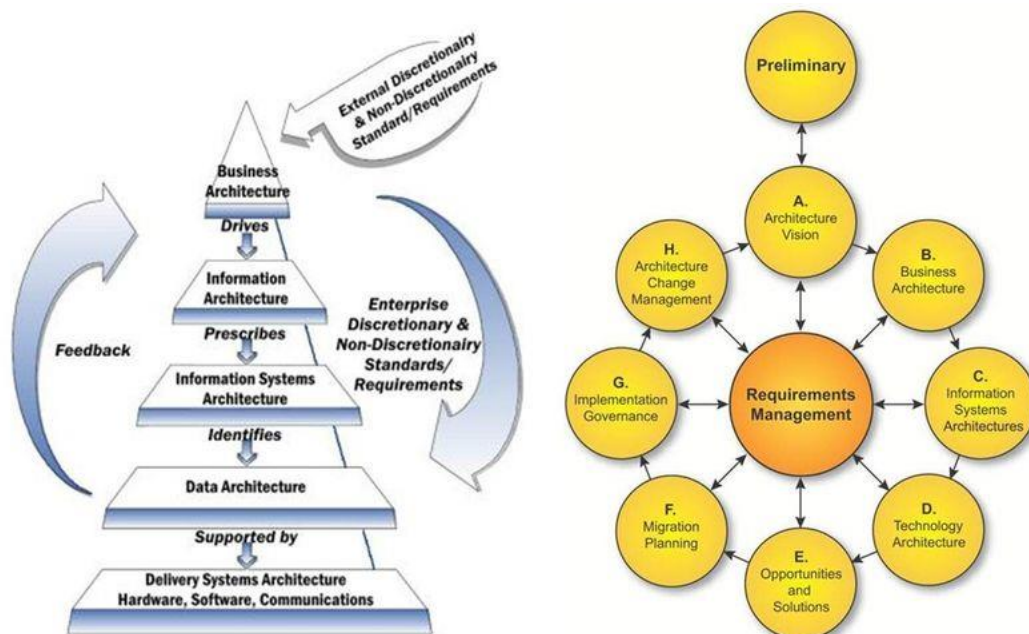 External Discretionairy
& Non-Discretionairy
Standard/Requirements
Business
Architecture
Drives
Information
Architecture
Prescribes
Information Systems
Architecture
Identifies
Data Architecture
Supported by
Delivery Systems Architecture
Hardware, Software, Communications
Feedback
Enterprise
Discretionary &
Non-Discretionairy
Standards/
Requirements
Preliminary
A.
Architecture
Vision
B.
Business
Architecture
C.
Information
Systems
Architectures
D.
Technology
Architecture
E.
Opportunities
and
Solutions
F.
Migration
Planning
G.
Implementation
Governance
H.
Architecture
Change
Management
Requirements
Management